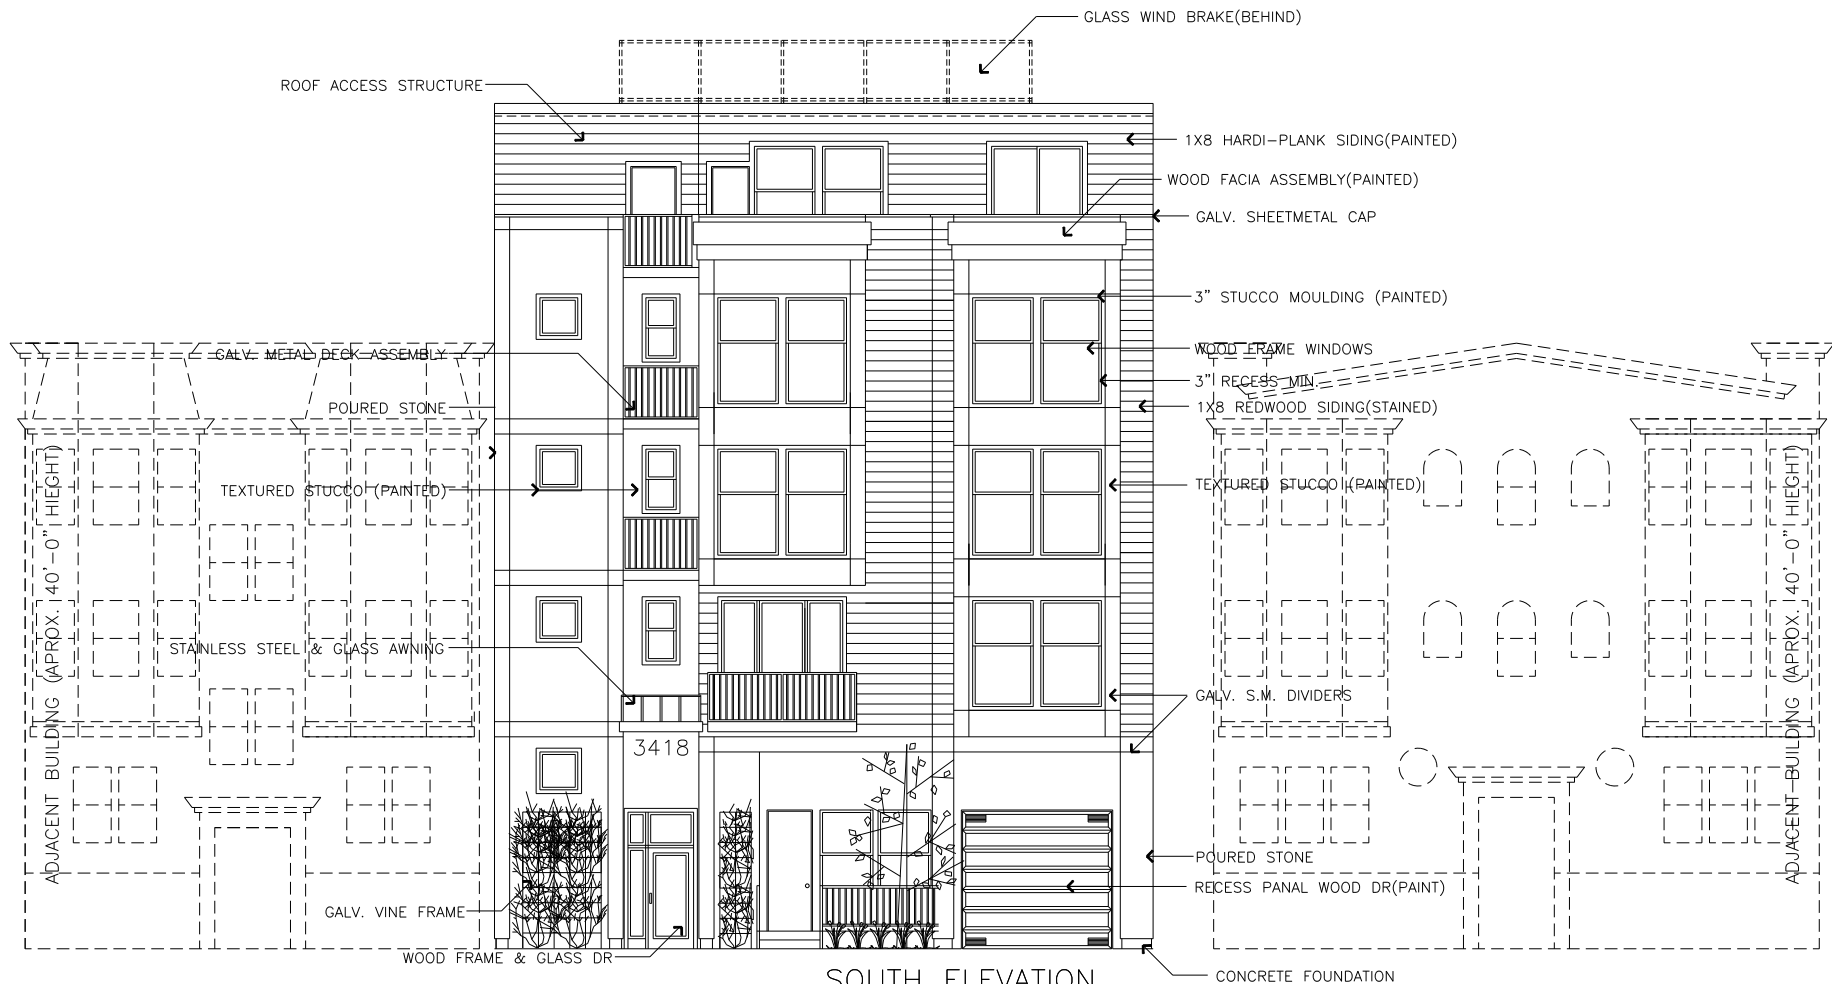 GLASS WIND BRAKE(BEHIND)
ROOF ACCESS STRUCTURE
1X8 HARDI-PLANK SIDING(PAINTED)
WOOD FACIA ASSEMBLY(PAINTED)
GALV. SHEETMETAL CAP
3" STUCCO MOULDING (PAINTED)
GALV. METAL DECK ASSEMBLY
WOOD FRAME WINDOWS
3" RECESS MIN.
POURED STONE
1X8 REDWOOD SIDING(STAINED)
ADJACENT BUILDING (APROX. 40'-0" HIEGHT)
TEXTURED STUCCO (PAINTED)
TEXTURED STUCCO (PAINTED)
ADJACENT BUILDING (APROX. 40'-0" HIEGHT)
STAINLESS STEEL & GLASS AWNING
GALV. S.M. DIVIDERS
3418
POURED STONE
RECESS PANAL WOOD DR(PAINT)
GALV. VINE FRAME
WOOD FRAME & GLASS DR
CONCRETE FOUNDATION
SOUTH ELEVATION